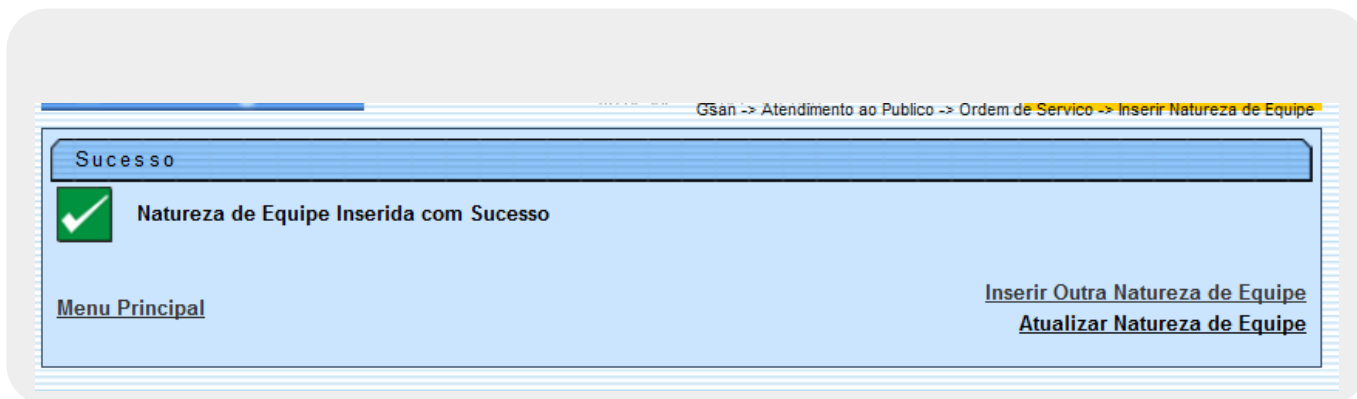 Gsan -> Atendimento ao Publico -> Ordem de Servico -> Inserir Natureza de Equipe
Sucesso
Natureza de Equipe Inserida com Sucesso
Inserir Outra Natureza de Equipe
Menu Principal
Atualizar Natureza de Equipe